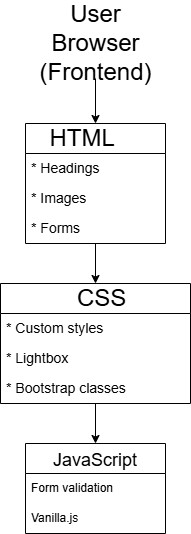 User
Browser
(Frontend)
HTML
* Headings
* Images
* Forms
CSS
* Custom styles
* Lightbox
* Bootstrap classes
JavaScript
Form validation
Vanilla.js